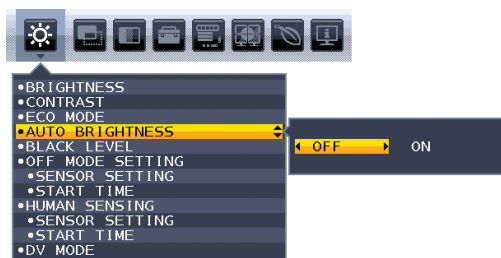 •BRIGHTNESS
•CONTRAST
•ECO MODE
•AUTO BRIGHTNESS
OFF ON
•BLACK LEVEL
•OFF MODE SETTING
•SENSOR SETTING
•START TIME
•HUMAN SENSING
•SENSOR SETTING
•START TIME
•DV MODE